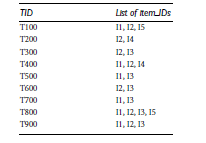 TID List of item_IDs
T100 I1, I2, I5
T200 I2, I4
T300 I2, I3
T400 I1, I2, I4
T500 I1, I3
T600 I2, I3
T700 I1, I3
T800 I1, I2, I3, I5
T900 I1, I2, I3